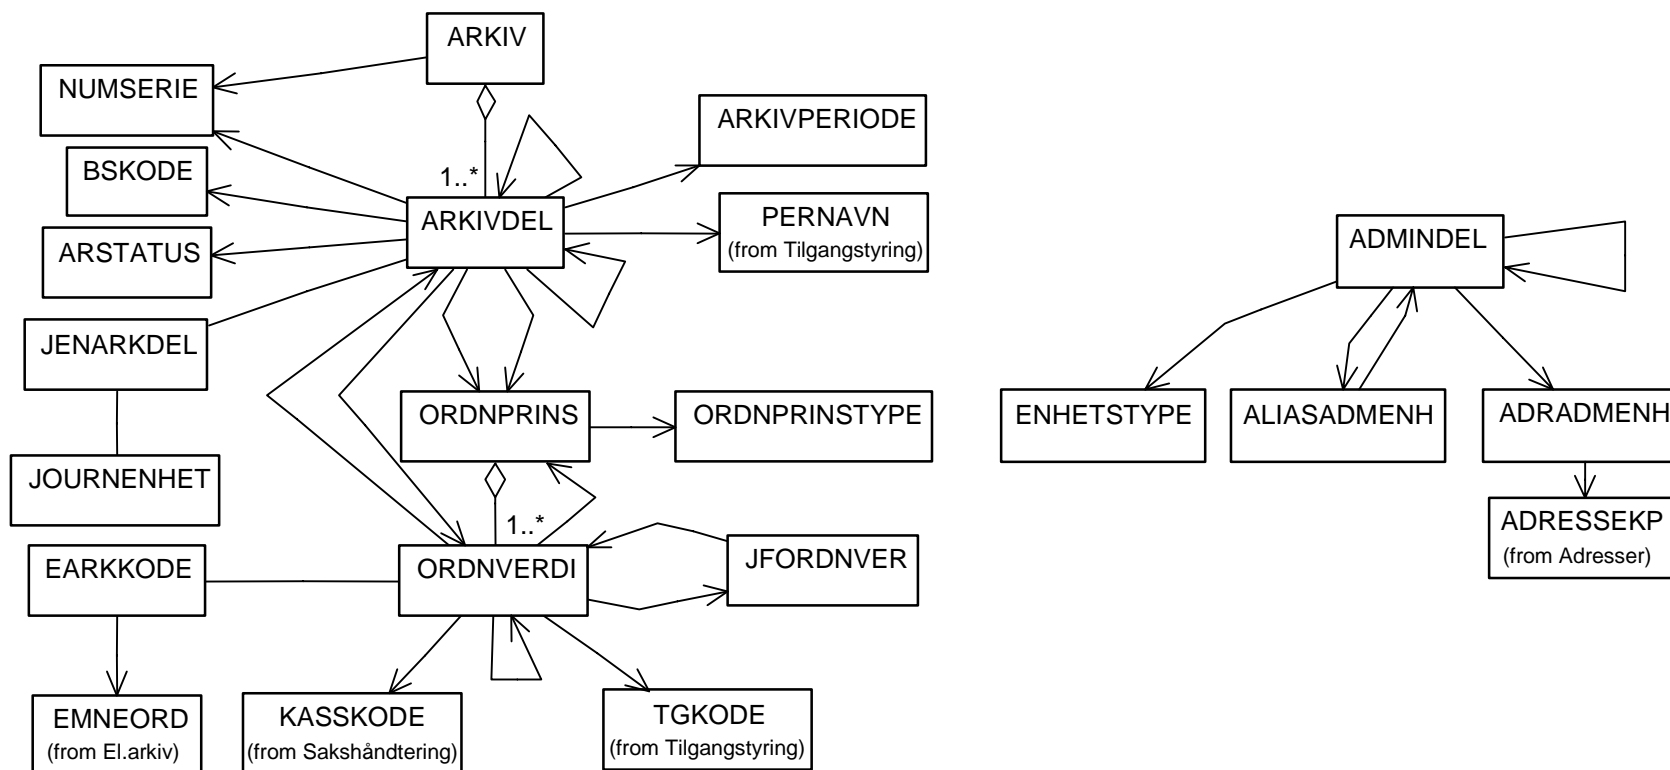 ARKIV
NUMSERIE
ARKIVPERIODE
BSKODE
1..*
ARKIVDEL
PERNAVN
(from Tilgangstyring)
ARSTATUS
ADMINDEL
JENARKDEL
ORDNPRINS
ORDNPRINSTYPE
ENHETSTYPE
ALIASADMENH
ADRADMENH
JOURNENHET
1..*
ADRESSEKP
(from Adresser)
EARKKODE
ORDNVERDI
JFORDNVER
EMNEORD
(from El.arkiv)
KASSKODE
(from Sakshåndtering)
TGKODE
(from Tilgangstyring)